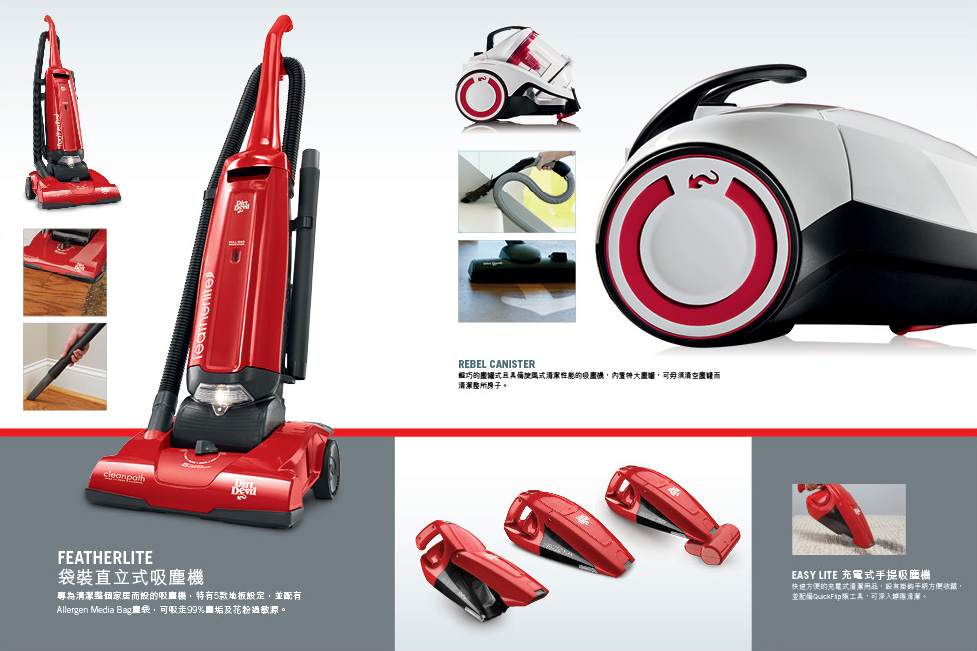 Dirt
Devil
featherlite
cleanpath
Dirt
Devil
REBEL CANISTER
輕巧的塵罐式且具備旋風式清潔性能的吸塵機，內置特大塵罐，可毋須清空塵罐而
清潔整所房子。
FEATHERLITE
袋裝直立式吸塵機
專為清潔整個家居而設的吸塵機，特有5款地板設定，並配有
Allergen Media Bag塵袋，可吸走99%塵垢及花粉過敏源。
EASY LITE 充電式手提吸塵機
快速方便的充電式清潔用品，設有掛鈎手柄方便收藏，
並配備QuickFlip隙工具，可深入罅隙清潔。